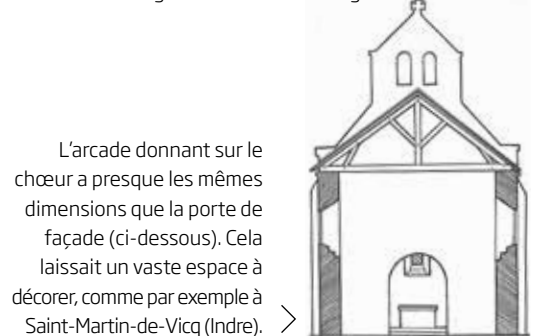 L'arcade donnant sur le
chœur a presque les mêmes
dimensions que la porte de
façade (ci-dessous). Cela
laissait un vaste espace à
décorer, comme par exemple à
Saint-Martin-de-Vicq (Indre).